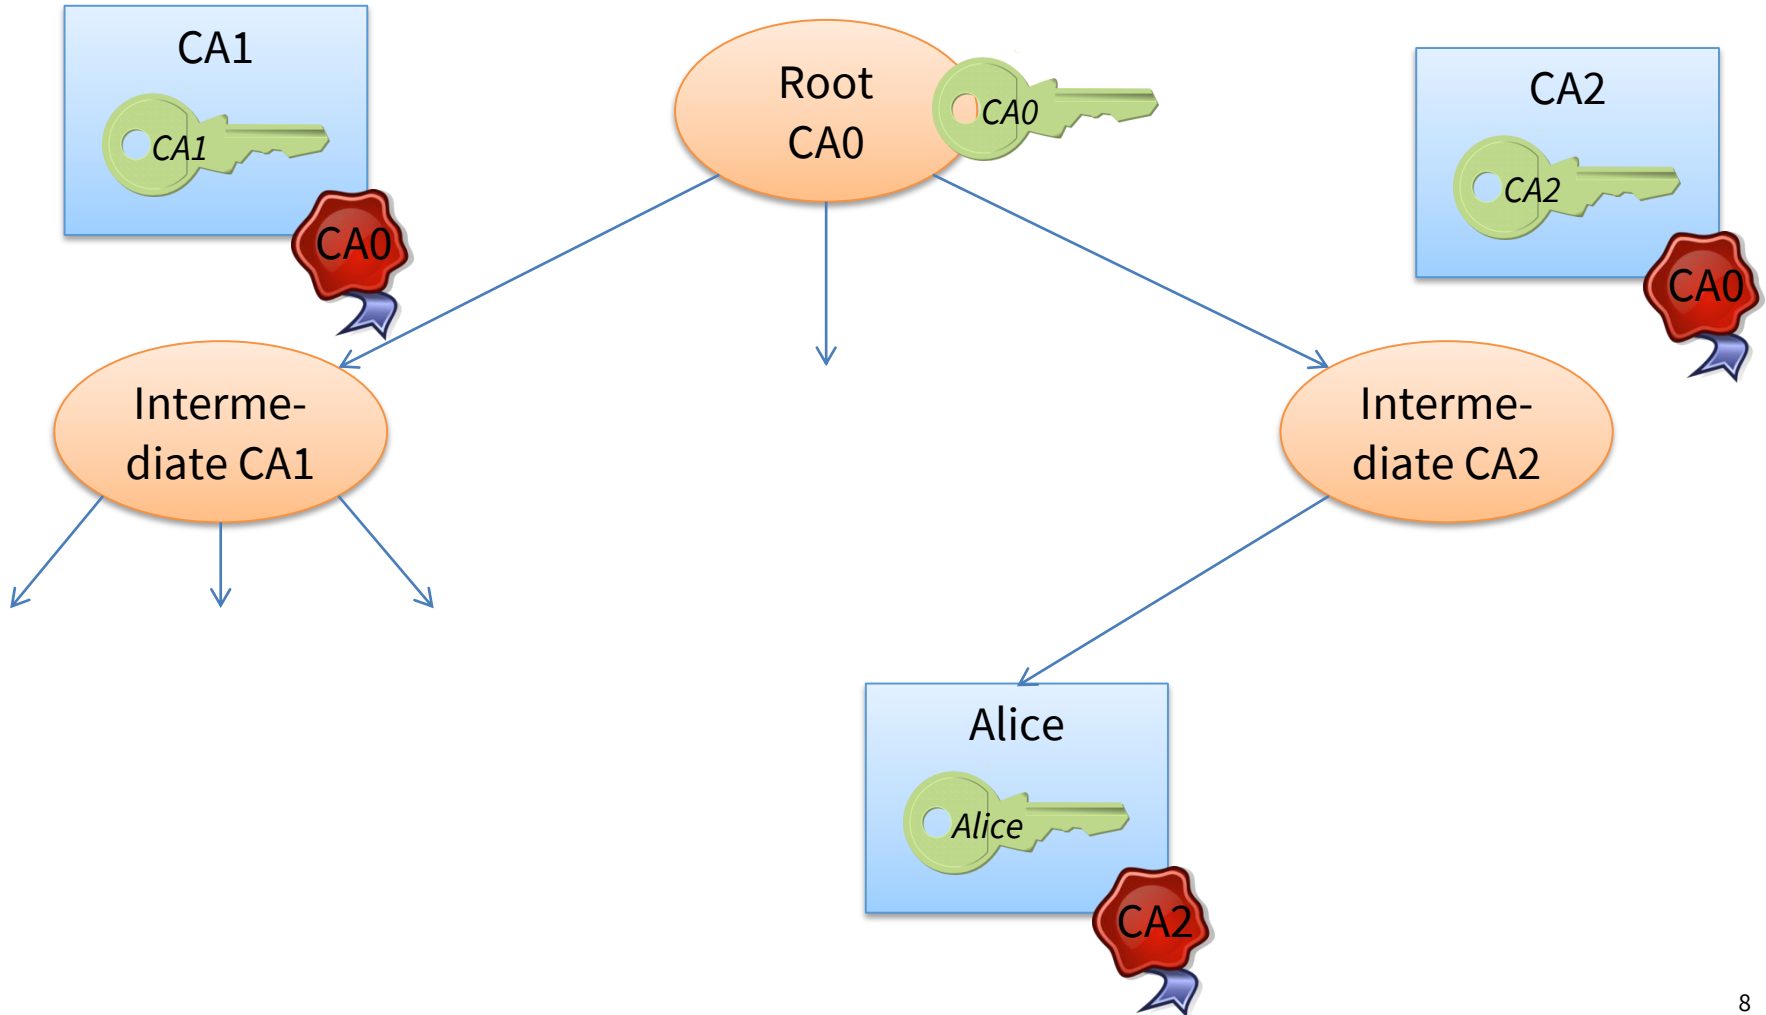 CA1
CA1
CA0
Root
CA0
CA0
CA2
CA2
CA0
Interme-
diate CA1
Interme-
diate CA2
Alice
Alice
CA2
8